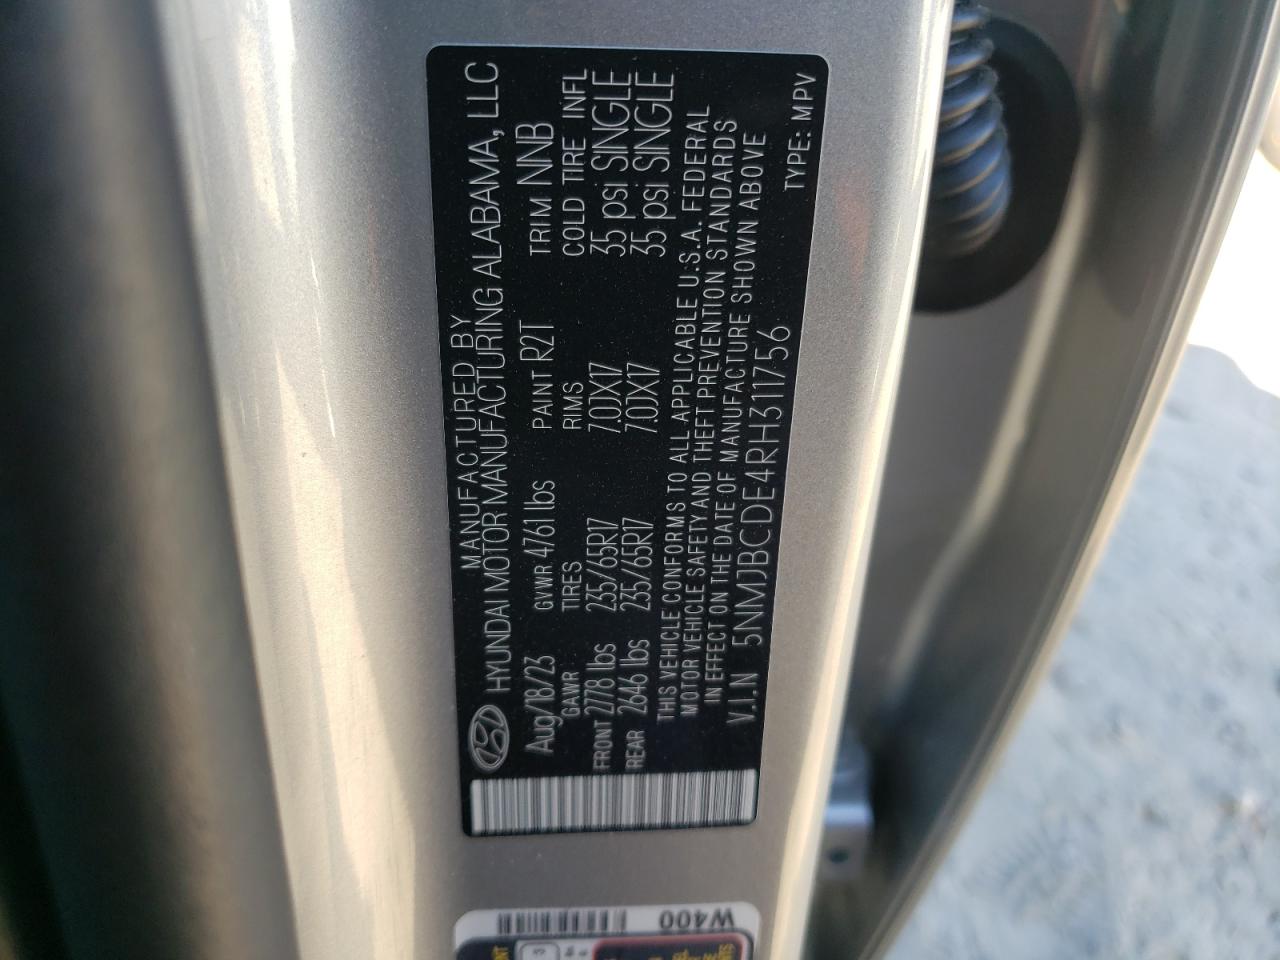 MANUFACTURED BY
HYUNDAI MOTOR MANUFACTURING ALABAMA, LLC
Aug/18/23 GVWR 4761 lbs PAINT R2T TRIM NNB
GAWR TIRES RIMS COLD TIRE INFL
FRONT 2778 lbs 235/65R17 7.0JX17 35 psi SINGLE
REAR 2646 lbs 235/65R17 7.0JX17 35 psi SINGLE
THIS VEHICLE CONFORMS TO ALL APPLICABLE U.S.A. FEDERAL
MOTOR VEHICLE SAFETY AND THEFT PREVENTION STANDARDS
IN EFFECT ON THE DATE OF MANUFACTURE SHOWN ABOVE
V.I.N 5NMJBCDE4RH311756
TYPE: MPV
W400